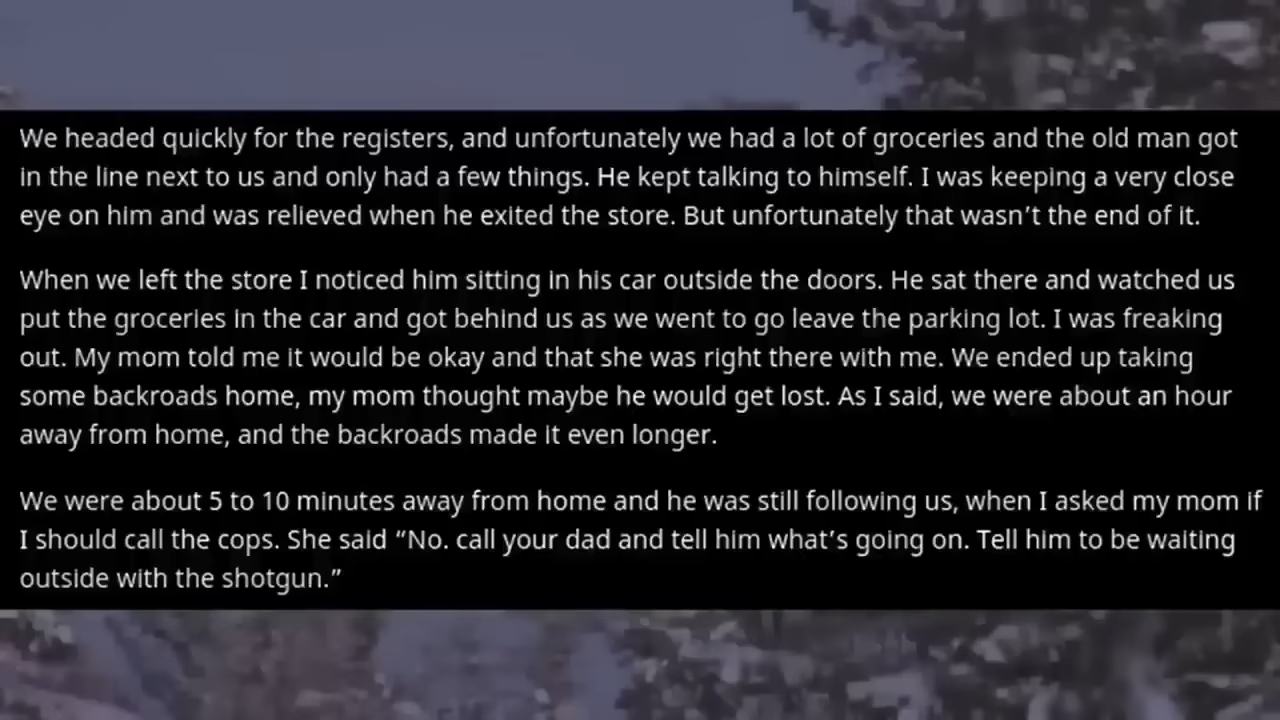 We headed quickly for the registers, and unfortunately we had a lot of groceries and the old man got
in the line next to us and only had a few things. He kept talking to himself. I was keeping a very close
eye on him and was relieved when he exited the store. But unfortunately that wasn’t the end of it.
When we left the store I noticed him sitting in his car outside the doors. He sat there and watched us
put the groceries in the car and got behind us as we went to go leave the parking lot. I was freaking
out. My mom told me it would be okay and that she was right there with me. We ended up taking
some backroads home, my mom thought maybe he would get lost. As I said, we were about an hour
away from home, and the backroads made it even longer.
We were about 5 to 10 minutes away from home and he was still following us, when I asked my mom if
I should call the cops. She said “No. call your dad and tell him what’s going on. Tell him to be waiting
outside with the shotgun.”